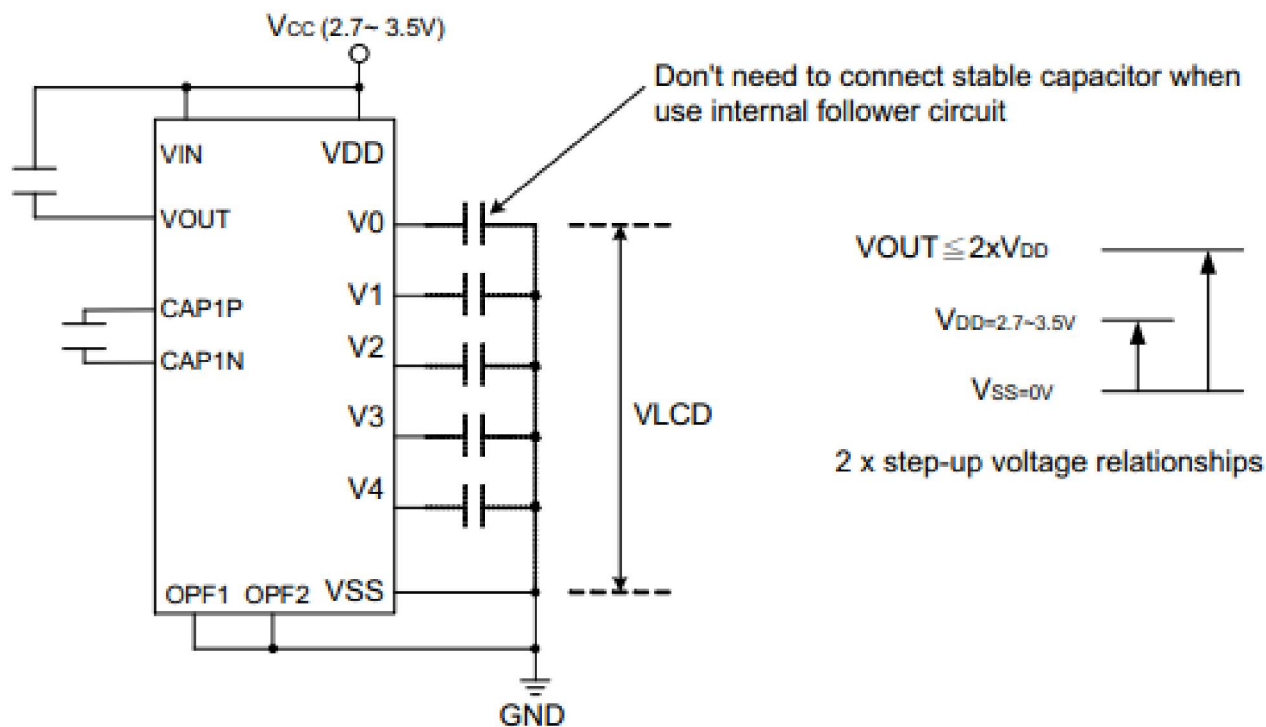 Vcc (2.7~ 3.5V)
Don't need to connect stable capacitor when
use internal follower circuit
VIN
VDD
VOUT
V0
CAP1P
V1
CAP1N
V2
V3
V4
OPF1 OPF2 VSS
GND
VLCD
VOUT≦2xVDD
VDD=2.7~3.5V
VSS=0V
2 x step-up voltage relationships